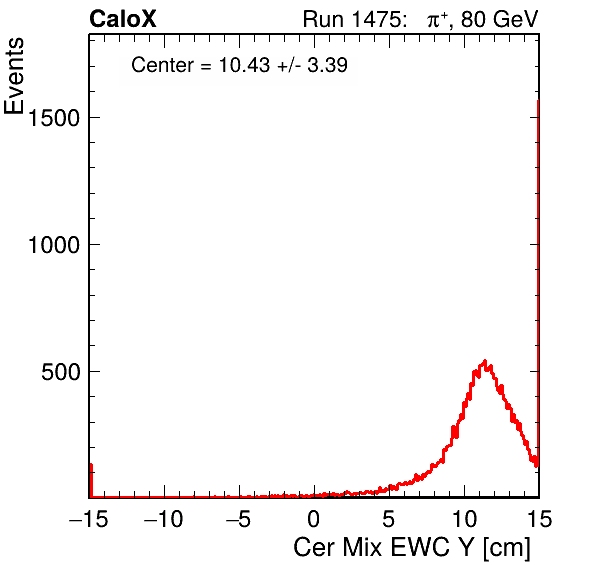 CaloX Run 1475: π⁺, 80 GeV
Center = 10.43 +/- 3.39
Events
1500
1000
500
−15 −10 −5 0 5 10 15
Cer Mix EWC Y [cm]